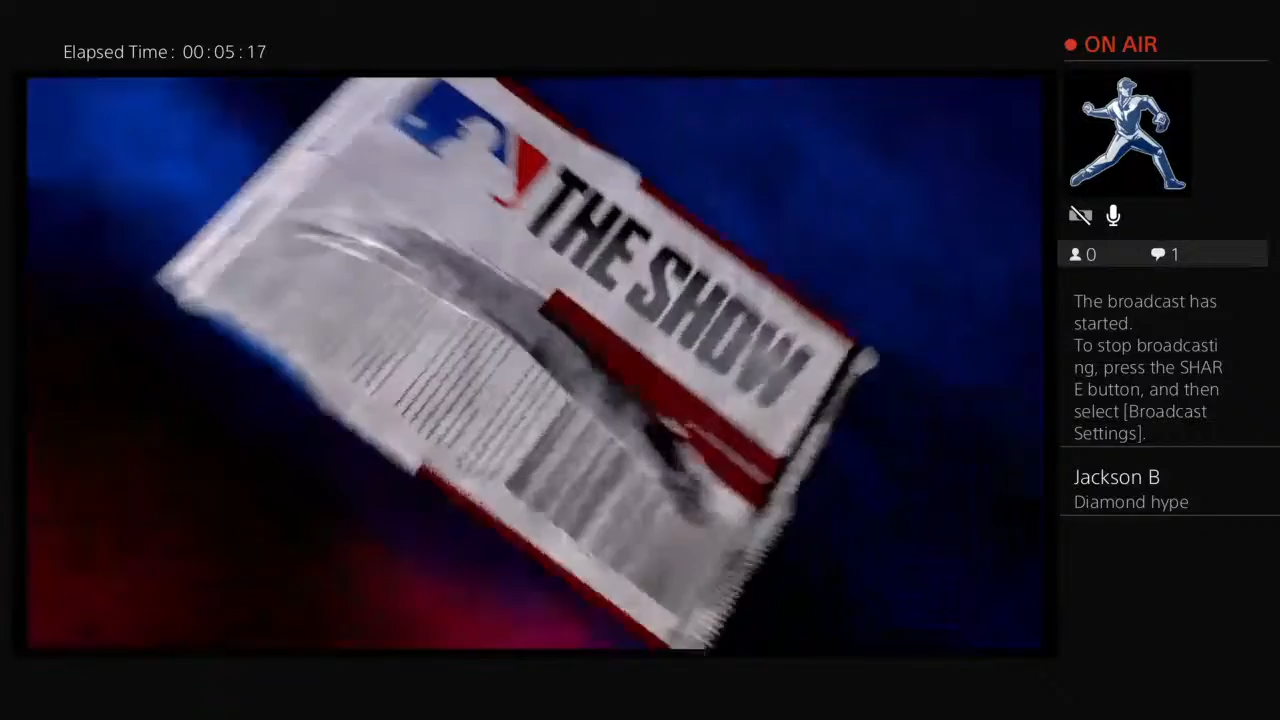 Elapsed Time: 00:05:17
ON AIR
THE SHOW
0 1
The broadcast has
started.
To stop broadcasti
ng, press the SHAR
E button, and then
select [Broadcast
Settings].
Jackson B
Diamond hype